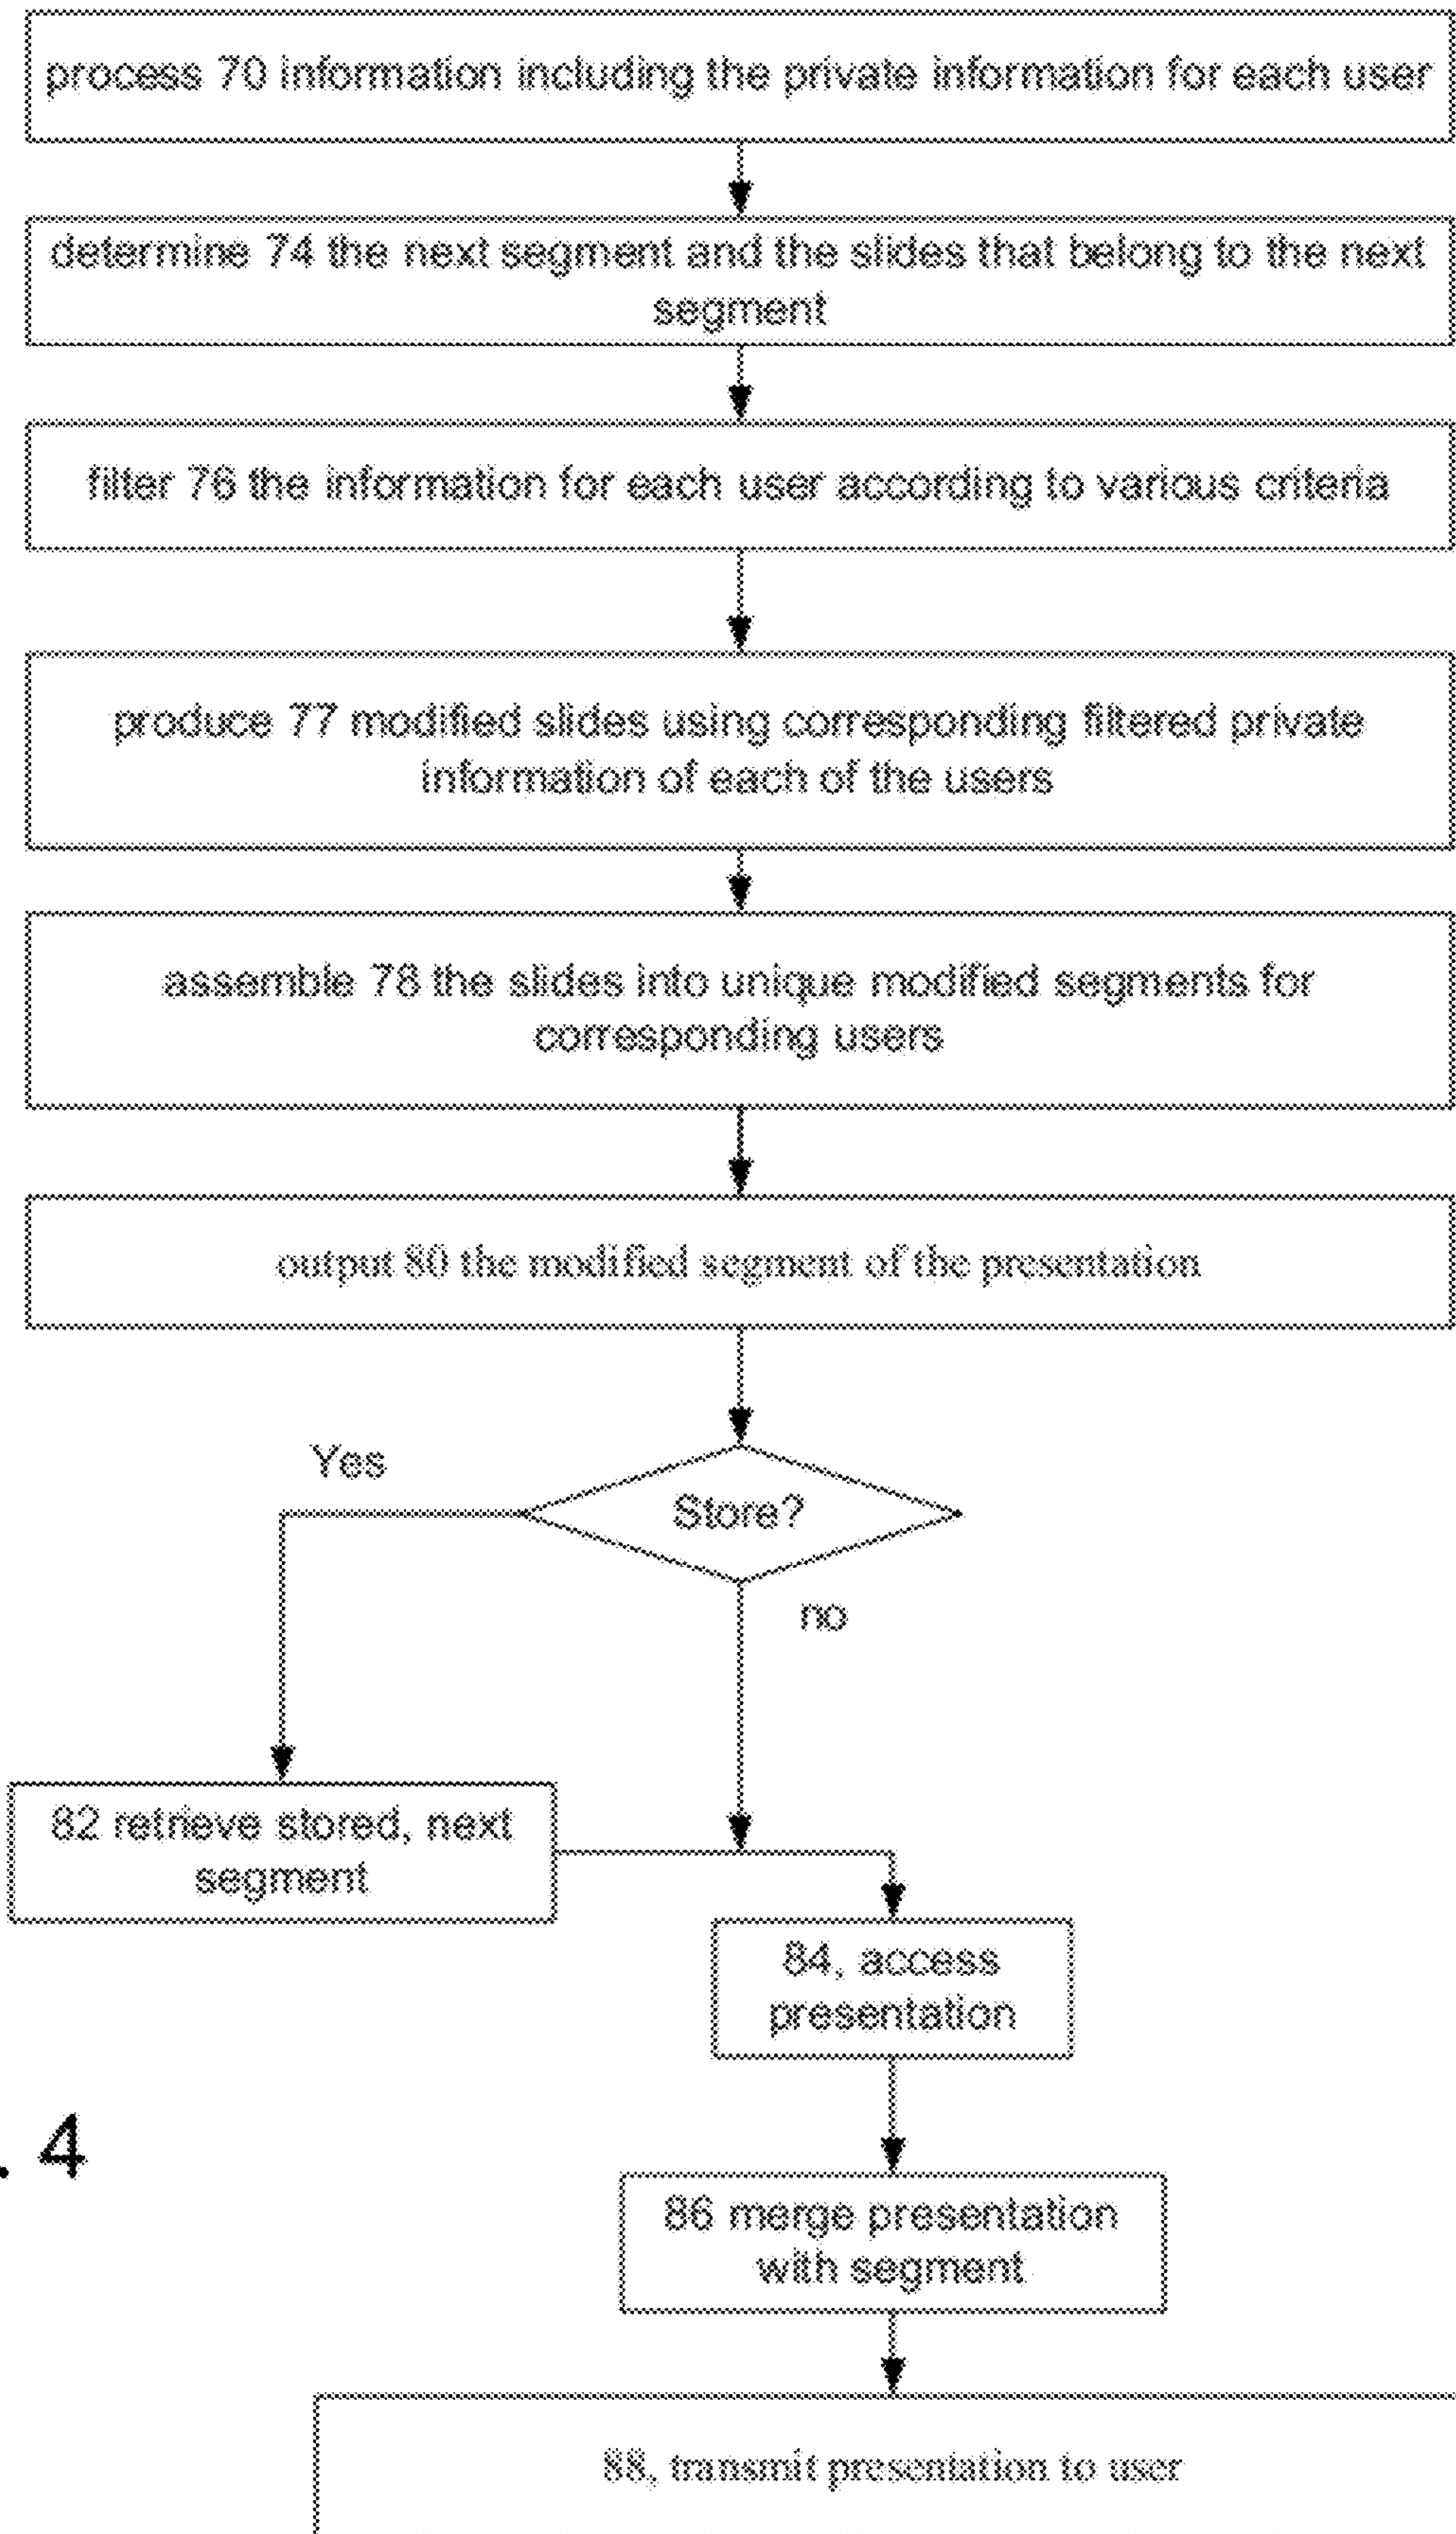 process 70 information including the private information for each user
determine 74 the next segment and the slides that belong to the next
segment
filter 76 the information for each user according to various criteria
produce 77 modified slides using corresponding filtered private
information of each of the users
assemble 78 the slides into unique modified segments for
corresponding users
output 80 the modified segment of the presentation
Yes
Store?
no
82 retrieve stored, next
segment
84, access
presentation
. 4
86 merge presentation
with segment
88, transmit presentation to user